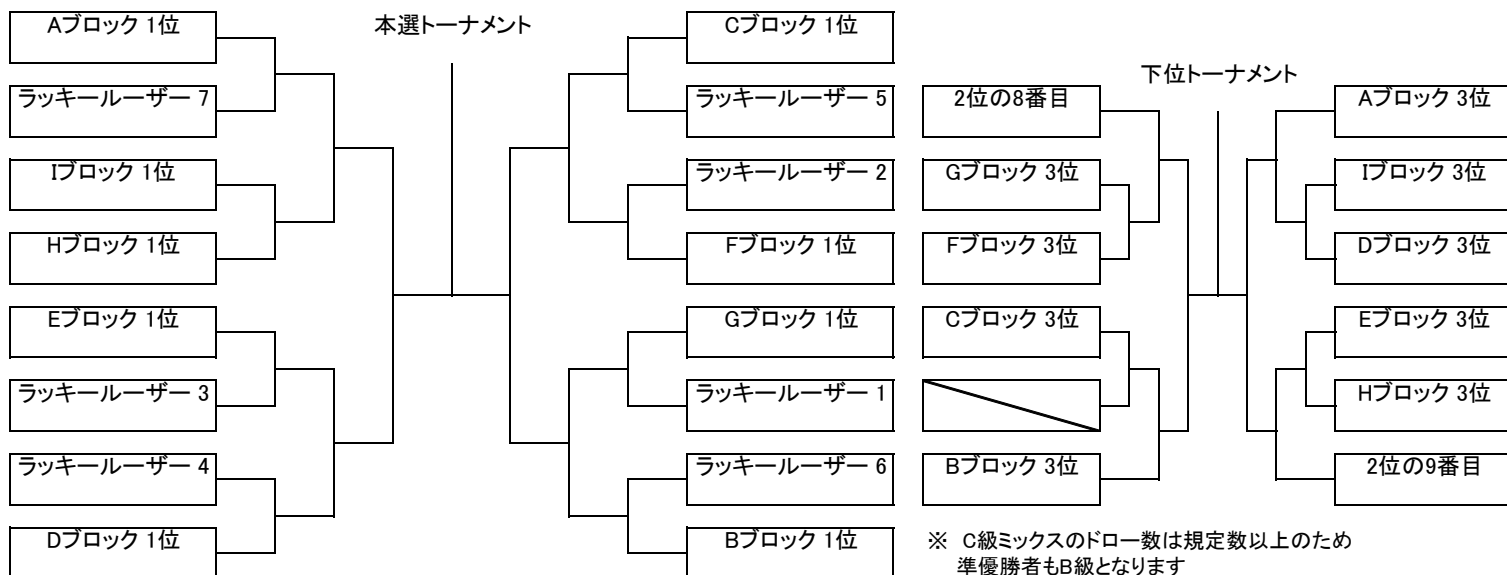 本選トーナメント
Aブロック 1位
ラッキールーザー 7
Iブロック 1位
Hブロック 1位
Eブロック 1位
ラッキールーザー 3
ラッキールーザー 4
Dブロック 1位
Cブロック 1位
ラッキールーザー 5
ラッキールーザー 2
Fブロック 1位
Gブロック 1位
ラッキールーザー 1
ラッキールーザー 6
Bブロック 1位
下位トーナメント
2位の8番目
Gブロック 3位
Fブロック 3位
Cブロック 3位
Bブロック 3位
Aブロック 3位
Iブロック 3位
Dブロック 3位
Eブロック 3位
Hブロック 3位
2位の9番目
※ C級ミックスのドロー数は規定数以上のため
準優勝者もB級となります